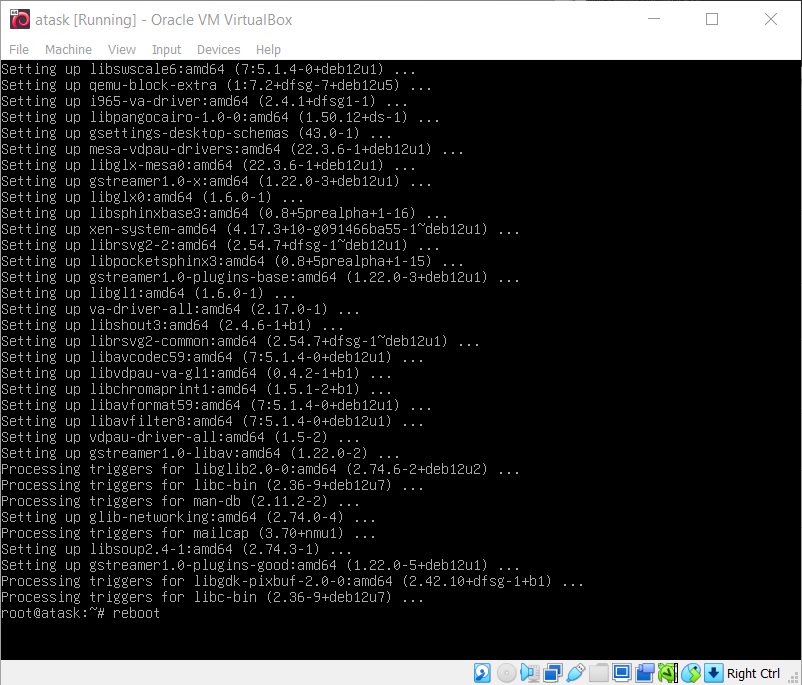 atask [Running] - Oracle VM VirtualBox
File Machine View Input Devices Help
Setting up libswscale6:amd64 (7:5.1.4-0+deb12u1) ...
Setting up qemu-block-extra (1:7.2+dfsg-7+deb12u5) ...
Setting up i965-va-driver:amd64 (2.4.1+dfsg1-1) ...
Setting up libpangocairo-1.0-0:amd64 (1.50.12+ds-1) ...
Setting up gsettings-desktop-schemas (43.0-1) ...
Setting up mesa-vdpau-drivers:amd64 (22.3.6-1+deb12u1) ...
Setting up libglx-mesa0:amd64 (22.3.6-1+deb12u1) ...
Setting up gstreamer1.0-x:amd64 (1.22.0-3+deb12u1) ...
Setting up libglx0:amd64 (1.6.0-1) ...
Setting up libsphinxbase3:amd64 (0.8+5prealpha+1-16) ...
Setting up xen-system-amd64 (4.17.3+10-g091466ba55-1~deb12u1) ...
Setting up librsvg2-2:amd64 (2.54.7+dfsg-1~deb12u1) ...
Setting up libpocketsphinx3:amd64 (0.8+5prealpha+1-15) ...
Setting up gstreamer1.0-plugins-base:amd64 (1.22.0-3+deb12u1) ...
Setting up libgl1:amd64 (1.6.0-1) ...
Setting up va-driver-all:amd64 (2.17.0-1) ...
Setting up libshout3:amd64 (2.4.6-1+b1) ...
Setting up librsvg2-common:amd64 (2.54.7+dfsg-1~deb12u1) ...
Setting up libavcodec59:amd64 (7:5.1.4-0+deb12u1) ...
Setting up libvdpau-va-gl1:amd64 (0.4.2-1+b1) ...
Setting up libchromaprint1:amd64 (1.5.1-2+b1) ...
Setting up libavformat59:amd64 (7:5.1.4-0+deb12u1) ...
Setting up libavfilter8:amd64 (7:5.1.4-0+deb12u1) ...
Setting up vdpau-driver-all:amd64 (1.5-2) ...
Setting up gstreamer1.0-libav:amd64 (1.22.0-2) ...
Processing triggers for libglib2.0-0:amd64 (2.74.6-2+deb12u2) ...
Processing triggers for libc-bin (2.36-9+deb12u7) ...
Processing triggers for man-db (2.11.2-2) ...
Setting up glib-networking:amd64 (2.74.0-4) ...
Processing triggers for mailcap (3.70+nmu1) ...
Setting up libsoup2.4-1:amd64 (2.74.3-1) ...
Setting up gstreamer1.0-plugins-good:amd64 (1.22.0-5+deb12u1) ...
Processing triggers for libgdk-pixbuf-2.0-0:amd64 (2.42.10+dfsg-1+b1) ...
Processing triggers for libc-bin (2.36-9+deb12u7) ...
root@atask:~# reboot
Right Ctrl